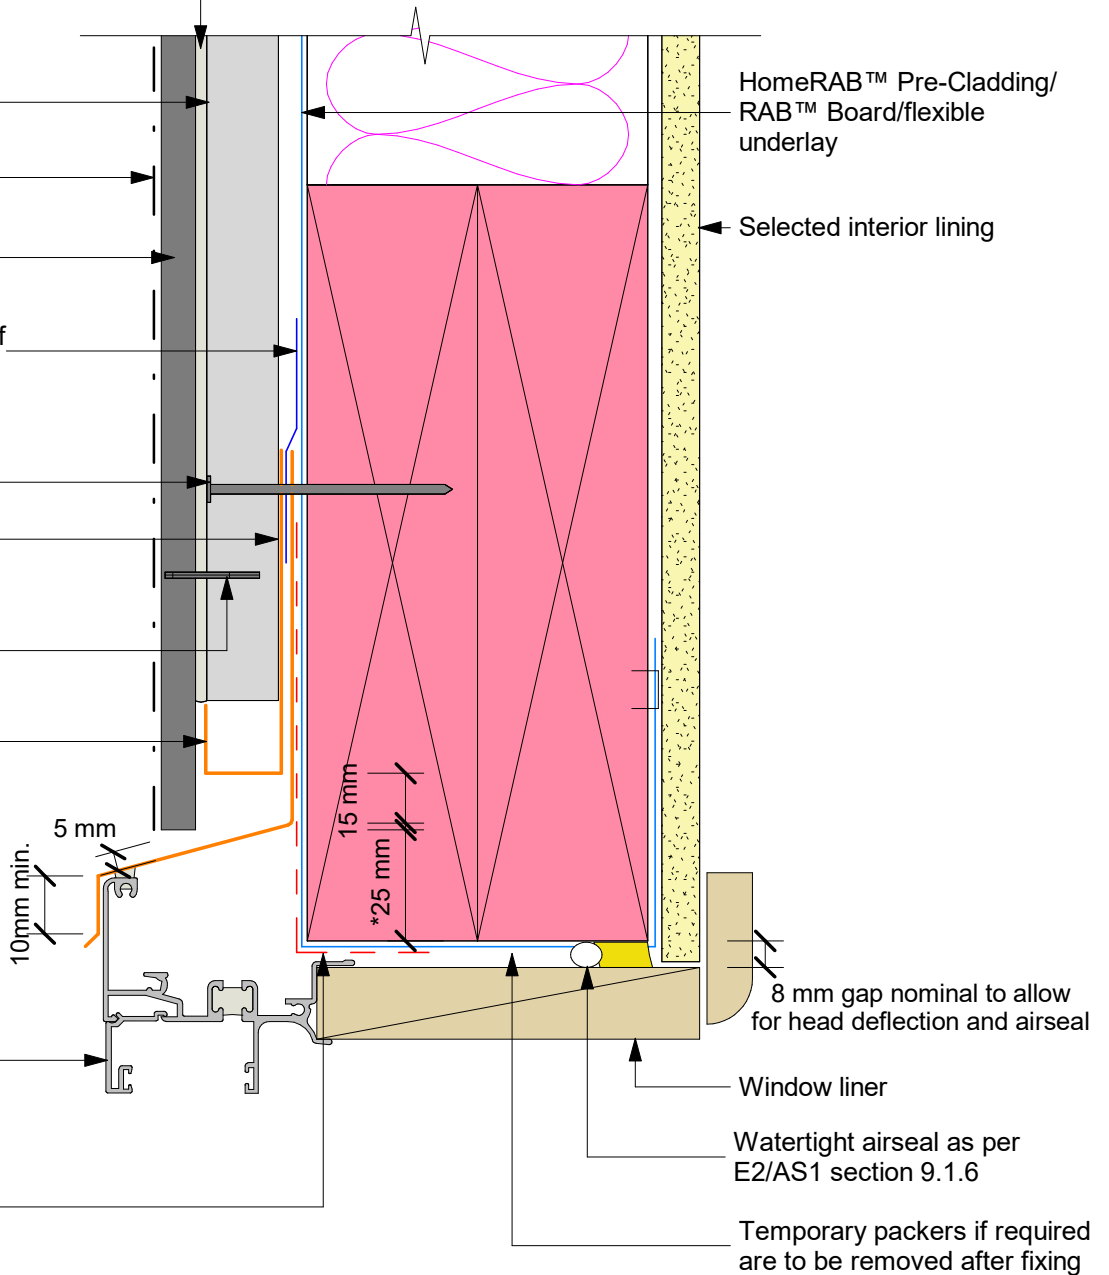 HomeRAB™ Pre-Cladding/
RAB™ Board/flexible
underlay
Selected interior lining
f
15 mm
*25 mm
5 mm
10mm min.
8 mm gap nominal to allow
for head deflection and airseal
Window liner
Watertight airseal as per
E2/AS1 section 9.1.6
Temporary packers if required
are to be removed after fixing